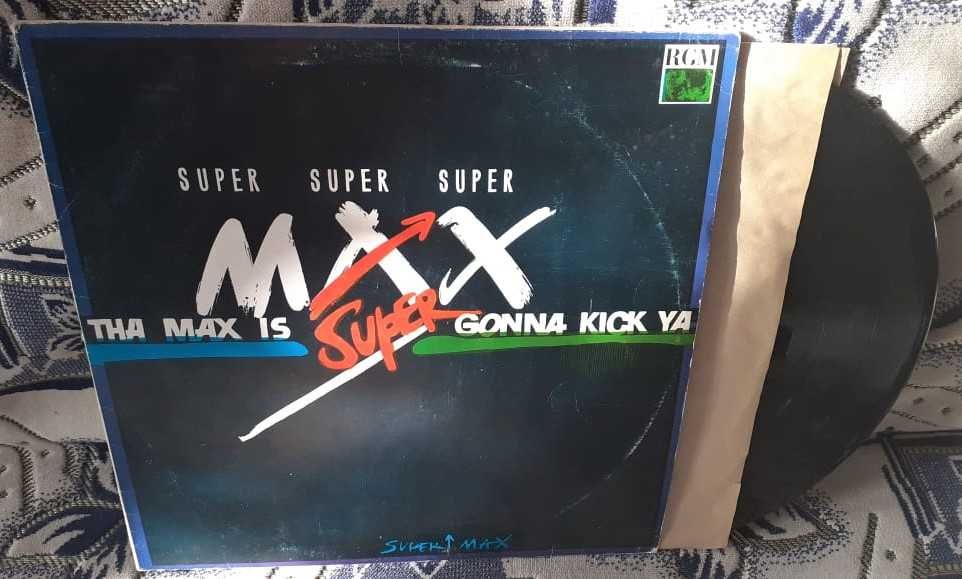 RGM
SUPER SUPER SUPER
MAX
THA MAX IS SUPER GONNA KICK YA
SUPER MAX